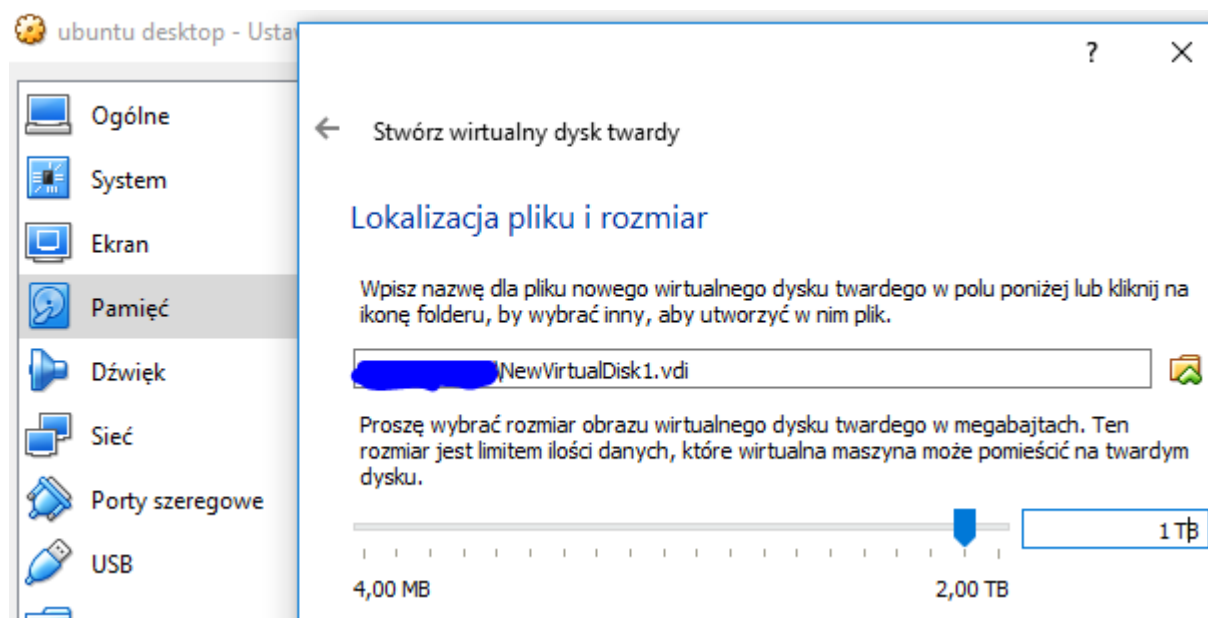 ubuntu desktop - Usta
?
Ogólne
Stwórz wirtualny dysk twardy
System
Lokalizacja pliku i rozmiar
Ekran
Wpisz nazwę dla pliku nowego wirtualnego dysku twardego w polu poniżej lub kliknij na
ikonę folderu, by wybrać inny, aby utworzyć w nim plik.
Pamięć
Dźwięk
\NewVirtualDisk1.vdi
Proszę wybrać rozmiar obrazu wirtualnego dysku twardego w megabajtach. Ten
rozmiar jest limitem ilości danych, które wirtualna maszyna może pomieścić na twardym
dysku.
Sieć
Porty szeregowe
1 TB
USB
4,00 MB
2,00 TB